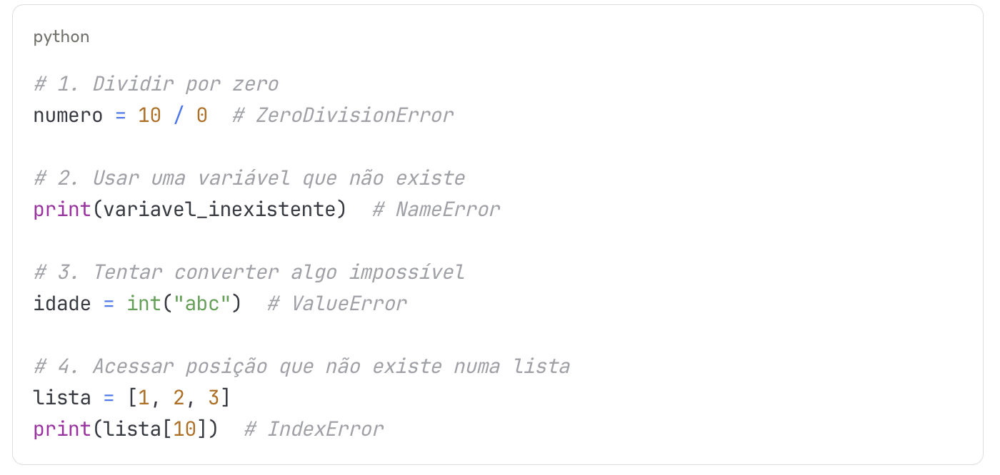 python
# 1. Dividir por zero
numero = 10 / 0  # ZeroDivisionError
# 2. Usar uma variável que não existe
print(variavel_inexistente)  # NameError
# 3. Tentar converter algo impossível
idade = int("abc")  # ValueError
# 4. Acessar posição que não existe numa lista
lista = [1, 2, 3]
print(lista[10])  # IndexError